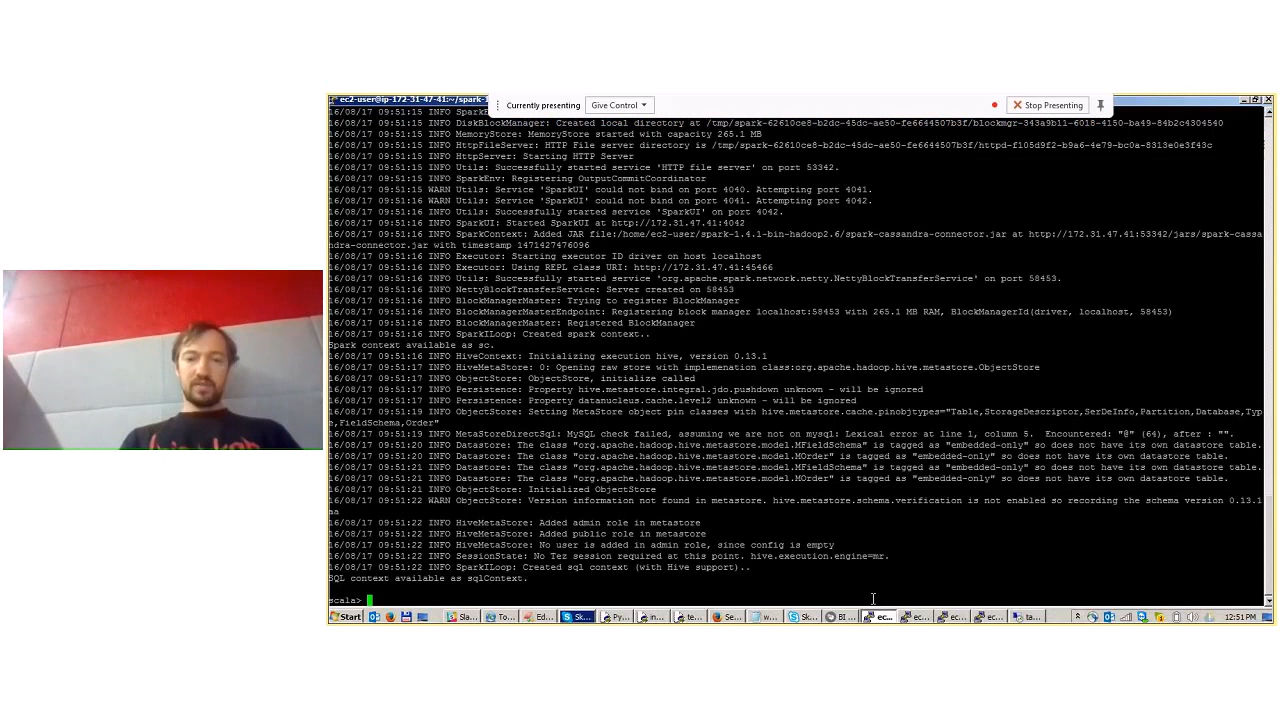 ec2-user@ip-172-31-47-41:~/spark-1
Currently presenting Give Control Stop Presenting
16/08/17 09:51:15 INFO SparkE
16/08/17 09:51:15 INFO DiskBlockManager: Created local directory at /tmp/spark-62610ce8-b2dc-45dc-ae50-fe6644507b3f/blockmgr-343a9b11-6018-4150-ba49-84b2c4304540
16/08/17 09:51:15 INFO MemoryStore: MemoryStore started with capacity 265.1 MB
16/08/17 09:51:15 INFO HttpFileServer: HTTP File server directory is /tmp/spark-62610ce8-b2dc-45dc-ae50-fe6644507b3f/httpd-f105d9f2-b9a6-4e79-bc0a-8313e0e3f43c
16/08/17 09:51:15 INFO HttpServer: Starting HTTP Server
16/08/17 09:51:15 INFO Utils: Successfully started service 'HTTP file server' on port 53342.
16/08/17 09:51:15 INFO SparkEnv: Registering OutputCommitCoordinator
16/08/17 09:51:15 WARN Utils: Service 'SparkUI' could not bind on port 4040. Attempting port 4041.
16/08/17 09:51:16 WARN Utils: Service 'SparkUI' could not bind on port 4041. Attempting port 4042.
16/08/17 09:51:16 INFO Utils: Successfully started service 'SparkUI' on port 4042.
16/08/17 09:51:16 INFO SparkUI: Started SparkUI at http://172.31.47.41:4042
16/08/17 09:51:16 INFO SparkContext: Added JAR file:/home/ec2-user/spark-1.4.1-bin-hadoop2.6/spark-cassandra-connector.jar at http://172.31.47.41:53342/jars/spark-cassa
ndra-connector.jar with timestamp 1471427476096
16/08/17 09:51:16 INFO Executor: Starting executor ID driver on host localhost
16/08/17 09:51:16 INFO Executor: Using REPL class URI: http://172.31.47.41:45466
16/08/17 09:51:16 INFO Utils: Successfully started service 'org.apache.spark.network.netty.NettyBlockTransferService' on port 58453.
16/08/17 09:51:16 INFO NettyBlockTransferService: Server created on 58453
16/08/17 09:51:16 INFO BlockManagerMaster: Trying to register BlockManager
16/08/17 09:51:16 INFO BlockManagerMasterEndpoint: Registering block manager localhost:58453 with 265.1 MB RAM, BlockManagerId(driver, localhost, 58453)
16/08/17 09:51:16 INFO BlockManagerMaster: Registered BlockManager
16/08/17 09:51:16 INFO SparkILoop: Created spark context..
Spark context available as sc.
16/08/17 09:51:16 INFO HiveContext: Initializing execution hive, version 0.13.1
16/08/17 09:51:17 INFO HiveMetaStore: 0: Opening raw store with implemenation class:org.apache.hadoop.hive.metastore.ObjectStore
16/08/17 09:51:17 INFO ObjectStore: ObjectStore, initialize called
16/08/17 09:51:17 INFO Persistence: Property hive.metastore.integral.jdo.pushdown unknown - will be ignored
16/08/17 09:51:17 INFO Persistence: Property datanucleus.cache.level2 unknown - will be ignored
16/08/17 09:51:19 INFO ObjectStore: Setting MetaStore object pin classes with hive.metastore.cache.pinobjtypes="Table,StorageDescriptor,SerDeInfo,Partition,Database,Typ
e,FieldSchema,Order"
16/08/17 09:51:19 INFO MetaStoreDirectSql: MySQL check failed, assuming we are not on mysql: Lexical error at line 1, column 5. Encountered: "@" (64), after : "".
16/08/17 09:51:20 INFO Datastore: The class "org.apache.hadoop.hive.metastore.model.MFieldSchema" is tagged as "embedded-only" so does not have its own datastore table.
16/08/17 09:51:20 INFO Datastore: The class "org.apache.hadoop.hive.metastore.model.MOrder" is tagged as "embedded-only" so does not have its own datastore table.
16/08/17 09:51:21 INFO Datastore: The class "org.apache.hadoop.hive.metastore.model.MFieldSchema" is tagged as "embedded-only" so does not have its own datastore table.
16/08/17 09:51:21 INFO Datastore: The class "org.apache.hadoop.hive.metastore.model.MOrder" is tagged as "embedded-only" so does not have its own datastore table.
16/08/17 09:51:21 INFO ObjectStore: Initialized ObjectStore
16/08/17 09:51:22 WARN ObjectStore: Version information not found in metastore. hive.metastore.schema.verification is not enabled so recording the schema version 0.13.1
aa
16/08/17 09:51:22 INFO HiveMetaStore: Added admin role in metastore
16/08/17 09:51:22 INFO HiveMetaStore: Added public role in metastore
16/08/17 09:51:22 INFO HiveMetaStore: No user is added in admin role, since config is empty
16/08/17 09:51:22 INFO SessionState: No Tez session required at this point. hive.execution.engine=mr.
16/08/17 09:51:22 INFO SparkILoop: Created sql context (with Hive support)..
SQL context available as sqlContext.
scala>
Start Sla... To... Ed... Sk... Py... in... te... Se... w... Sk... BI ... ec... ec... ec... ec... ta... 12:51 PM